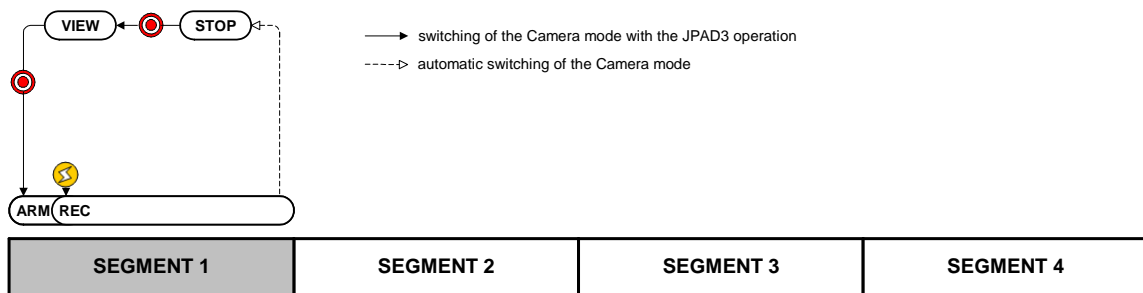 VIEW
STOP
switching of the Camera mode with the JPAD3 operation
automatic switching of the Camera mode
ARM REC
SEGMENT 1 SEGMENT 2 SEGMENT 3 SEGMENT 4